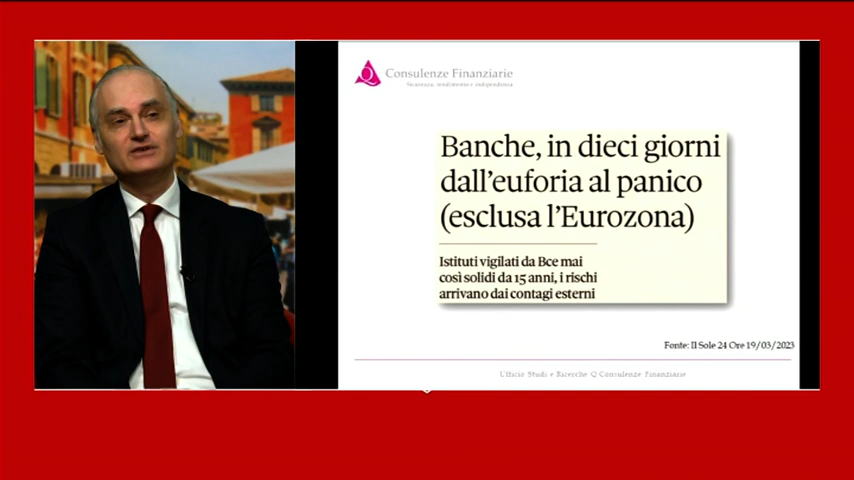 Q Consulenze Finanziarie
Sicurezza, rendimento e indipendenza
Banche, in dieci giorni
dall'euforia al panico
(esclusa l'Eurozona)
Istituti vigilati da Bce mai
così solidi da 15 anni, i rischi
arrivano dai contagi esterni
Fonte: Il Sole 24 Ore 19/03/2023
Ufficio Studi e Ricerche Q Consulenze Finanziarie